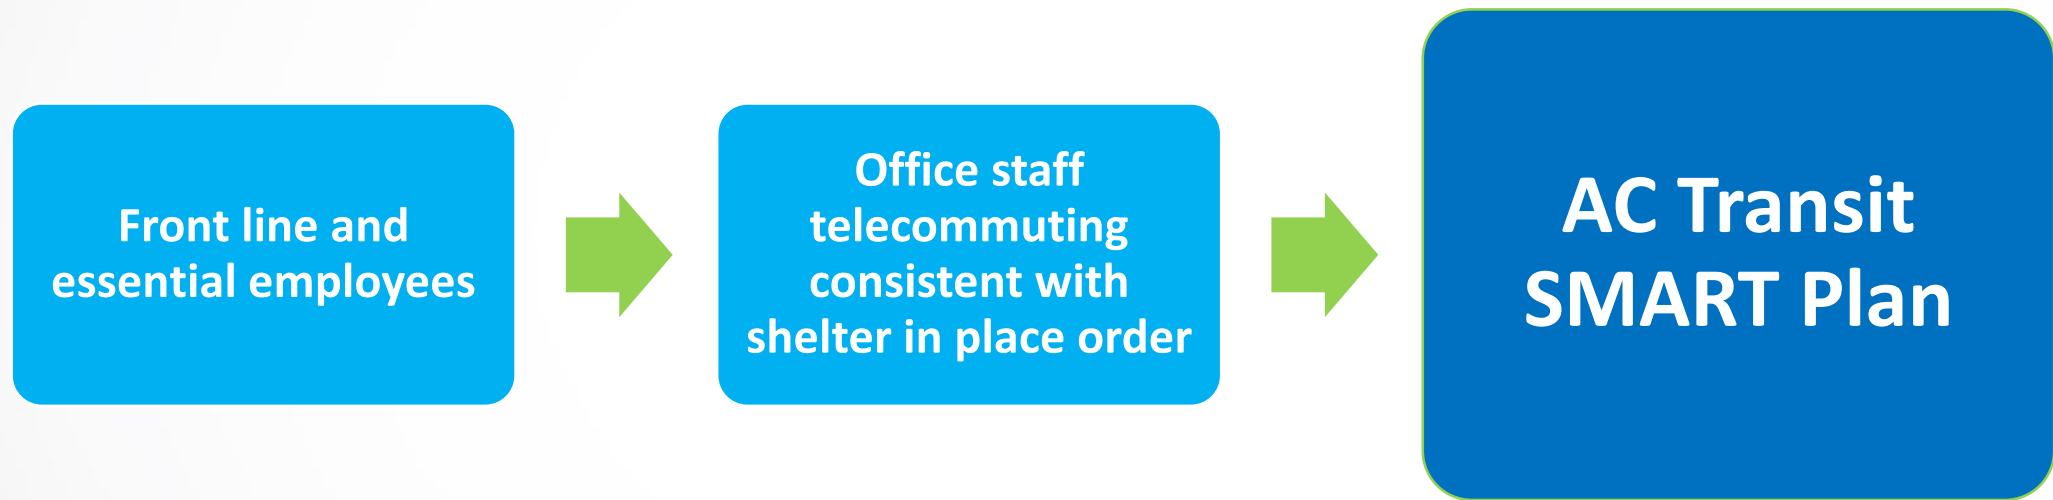 Front line and
essential employees
Office staff
telecommuting
consistent with
shelter in place order
AC Transit
SMART Plan